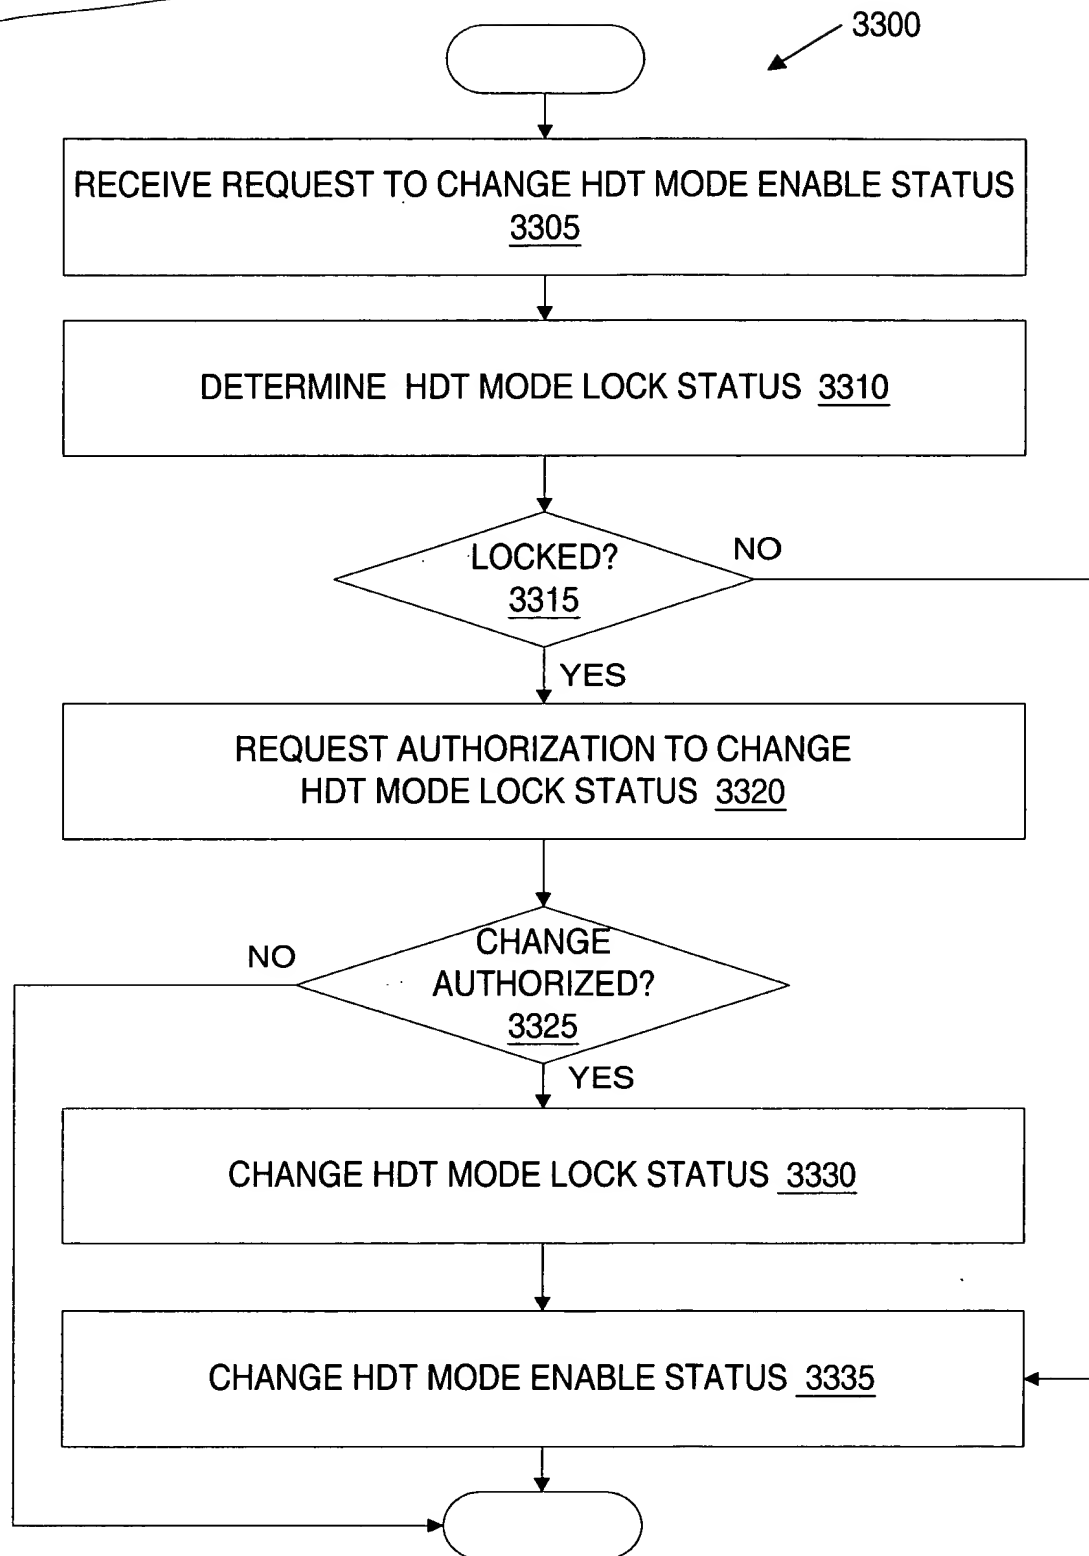 3300
RECEIVE REQUEST TO CHANGE HDT MODE ENABLE STATUS
3305
DETERMINE HDT MODE LOCK STATUS 3310
LOCKED?
3315
NO
YES
REQUEST AUTHORIZATION TO CHANGE
HDT MODE LOCK STATUS 3320
CHANGE
AUTHORIZED?
3325
NO
YES
CHANGE HDT MODE LOCK STATUS 3330
CHANGE HDT MODE ENABLE STATUS 3335